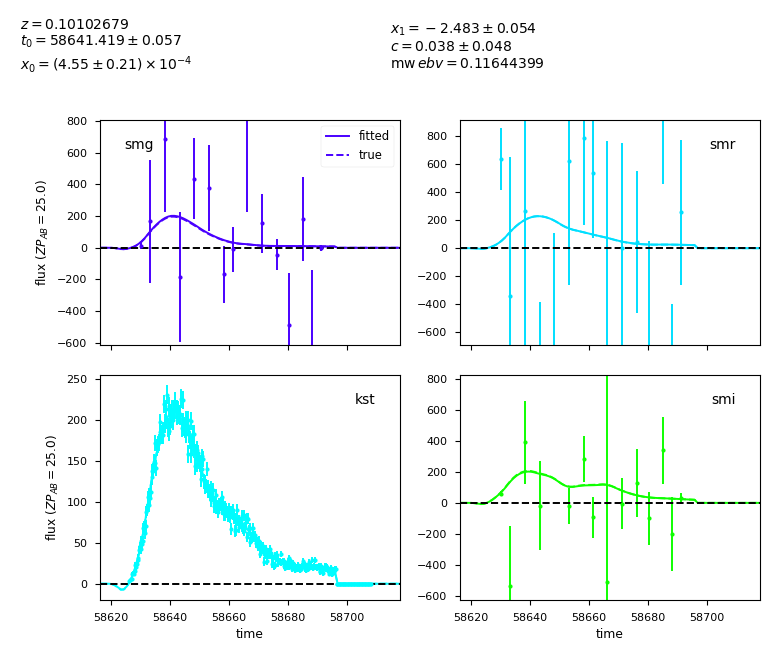 z = 0.10102679
t₀ = 58641.419 ± 0.057
x₀ = (4.55 ± 0.21) × 10⁻⁴
x₁ = −2.483 ± 0.054
c = 0.038 ± 0.048
mw ebv = 0.11644399
smg
fitted
true
800
600
400
200
0
−200
−400
−600
flux (ZP_AB = 25.0)
smr
800
600
400
200
0
−200
−400
−600
kst
250
200
150
100
50
0
flux (ZP_AB = 25.0)
58620 58640 58660 58680 58700
time
smi
800
600
400
200
0
−200
−400
−600
58620 58640 58660 58680 58700
time